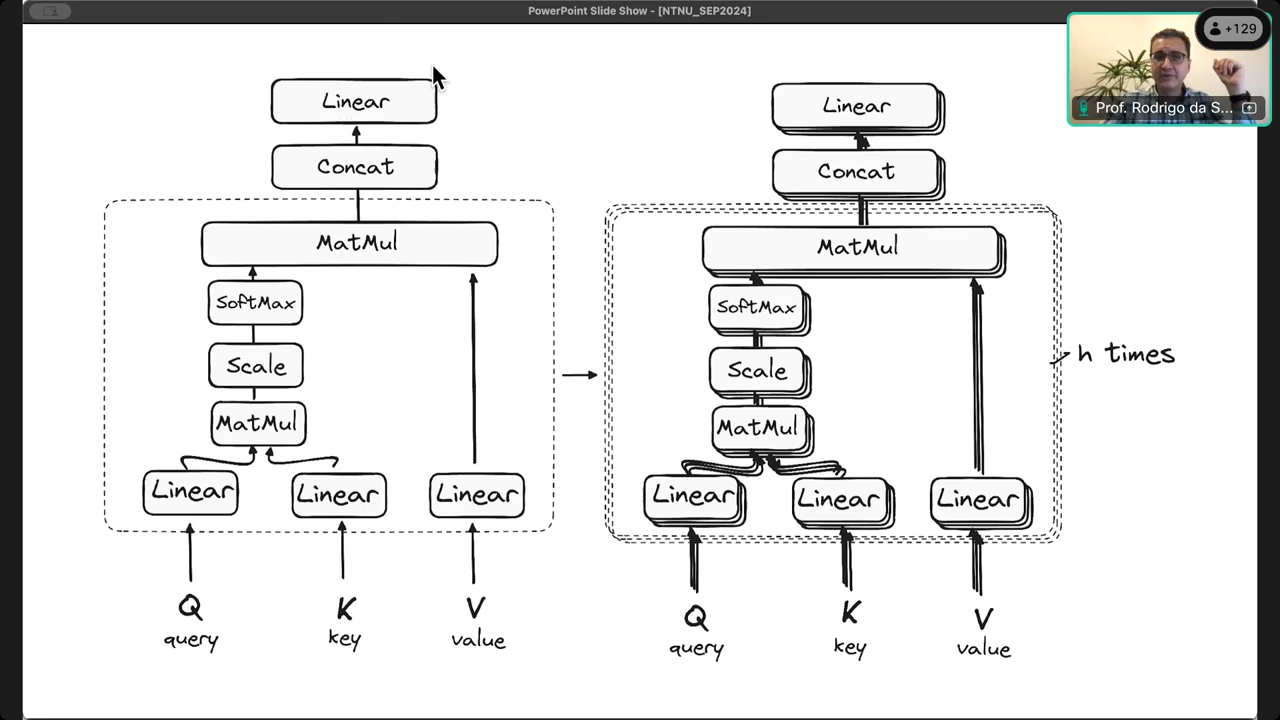 PowerPoint Slide Show - [NTNU_SEP2024]
+129
Prof. Rodrigo da S...
Linear
Concat
MatMul
SoftMax
Scale
MatMul
Linear Linear Linear
Q K V
query key value
Linear
Concat
MatMul
SoftMax
Scale
MatMul
Linear Linear Linear
h times
Q K V
query key value